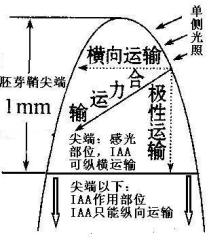 单侧光照
横向运输
合力运输
极性运输
胚芽鞘尖端
1mm
尖端：感光
部位，IAA
可纵横运输
尖端以下：
IAA作用部位
IAA只能纵向运输